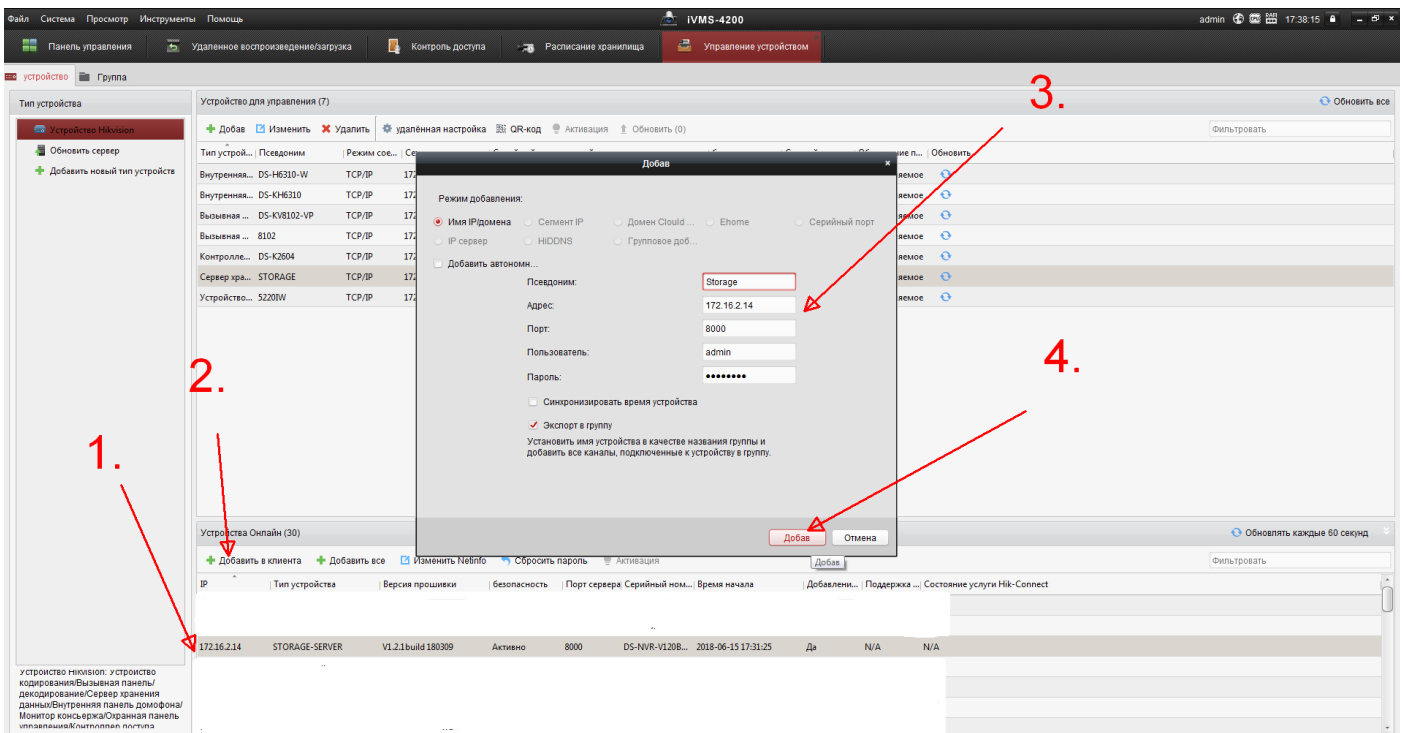 Файл Система Просмотр Инструменты Помощь iVMS-4200 admin 17:38:15
Панель управления Удаленное воспроизведение/загрузка Контроль доступа Расписание хранилища Управление устройством
устройство Группа
3.
Тип устройства Устройство для управления (7) Обновить все
Устройство Hikvision Добав Изменить Удалить удалённая настройка QR-код Активация Обновить (0) Фильтровать
Обновить сервер Тип устрой... Псевдоним Режим сое... Обновить
Добавить новый тип устройств
Добав
Внутренняя... DS-H6310-W TCP/IP 172
Внутренняя... DS-KH6310 TCP/IP 172
Вызывная ... DS-KV8102-VP TCP/IP 172
Вызывная ... 8102 TCP/IP 172
Контролле... DS-K2604 TCP/IP 172
Сервер хра... STORAGE TCP/IP 172
Устройство... 5220IW TCP/IP 172
Режим добавления:
Имя IP/домена Сегмент IP Домен Clould ... Ehome Серийный порт
IP сервер HiDDNS Групповое доб...
Добавить автономн...
Псевдоним: Storage
Адрес: 172.16.2.14
Порт: 8000
Пользователь: admin
Пароль: ••••••••
Синхронизировать время устройства
Экспорт в группу
Установить имя устройства в качестве названия группы и
добавить все каналы, подключенные к устройству в группу.
Добав Отмена
Добав
2.
4.
1.
Устройства Онлайн (30) Обновлять каждые 60 секунд
Добавить в клиента Добавить все Изменить Netinfo Сбросить пароль Активация Фильтровать
IP Тип устройства Версия прошивки безопасность Порт сервера Серийный ном... Время начала Добавлени... Поддержка ... Состояние услуги Hik-Connect
172.16.2.14 STORAGE-SERVER V1.2.1build 180309 Активно 8000 DS-NVR-V120B... 2018-06-15 17:31:25 Да N/A N/A
Устройство Hikvision: Устройство
кодирования/Вызывная панель/
декодирование/Сервер хранения
данных/Внутренняя панель домофона/
Монитор консьержа/Охранная панель
управления/Контроллер доступа